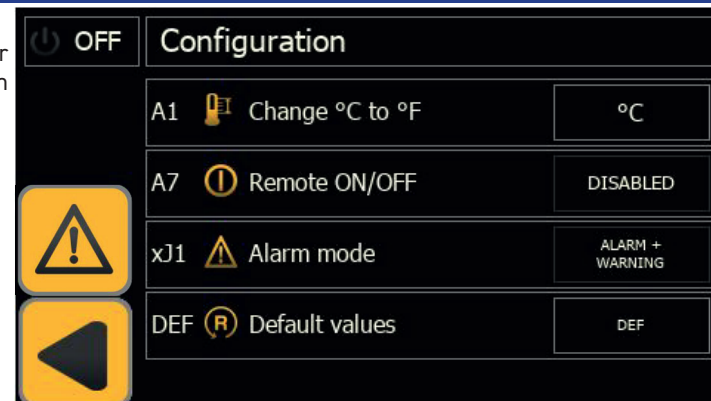 OFF Configuration
A1 Change °C to °F °C
A7 Remote ON/OFF DISABLED
xJ1 Alarm mode ALARM +
WARNING
DEF R Default values DEF